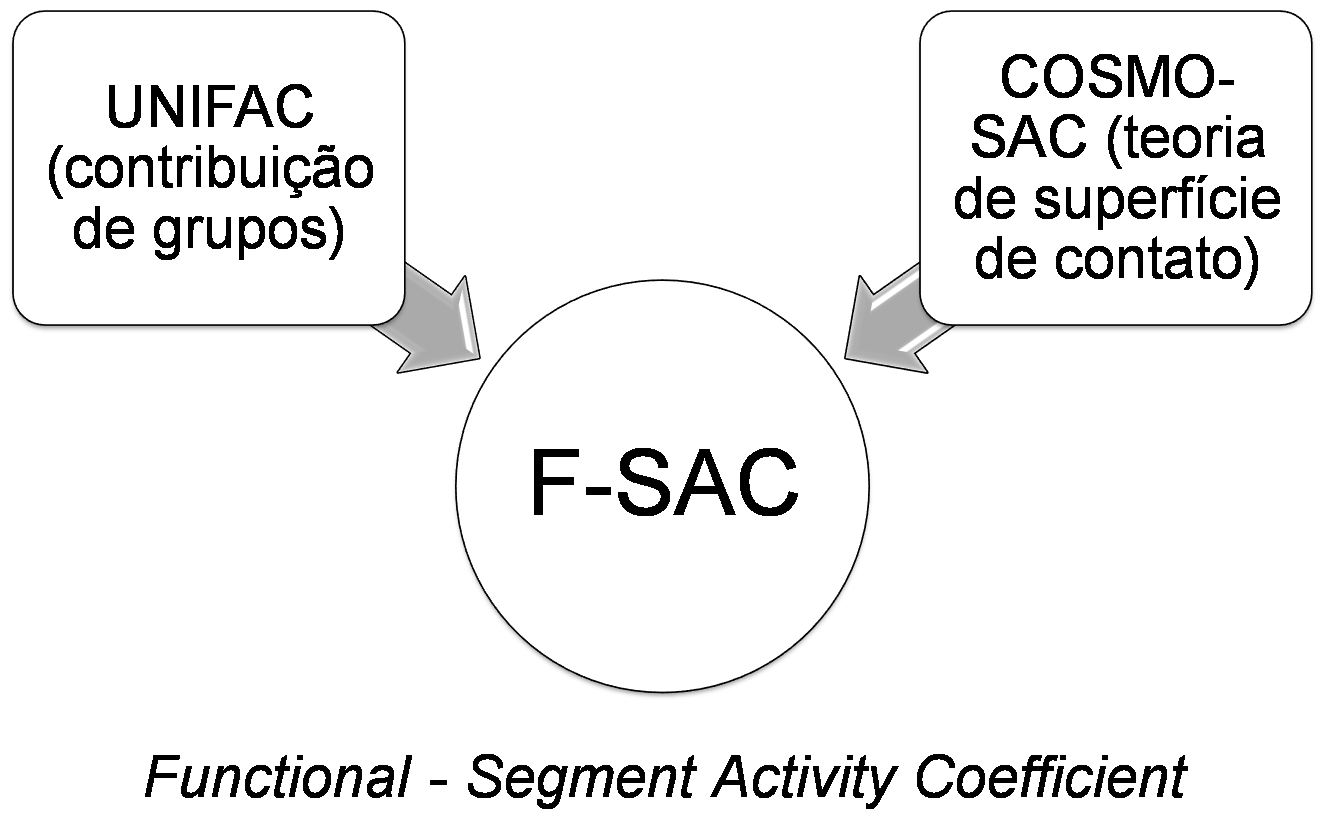 UNIFAC
(contribuição
de grupos)
COSMO-
SAC (teoria
de superfície
de contato)
F-SAC
Functional - Segment Activity Coefficient